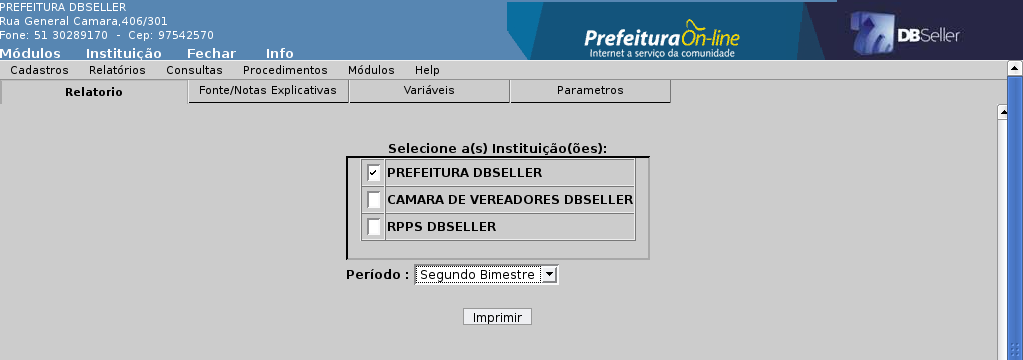 PREFEITURA DBSELLER
Rua General Camara,406/301
Fone: 51 30289170 - Cep: 97542570
Módulos Instituição Fechar Info
PrefeituraOn-line
Internet a serviço da comunidade
DBSeller
Cadastros Relatórios Consultas Procedimentos Módulos Help
Relatorio Fonte/Notas Explicativas Variáveis Parametros
Selecione a(s) Instituição(ões):
PREFEITURA DBSELLER
CAMARA DE VEREADORES DBSELLER
RPPS DBSELLER
Período : Segundo Bimestre
Imprimir